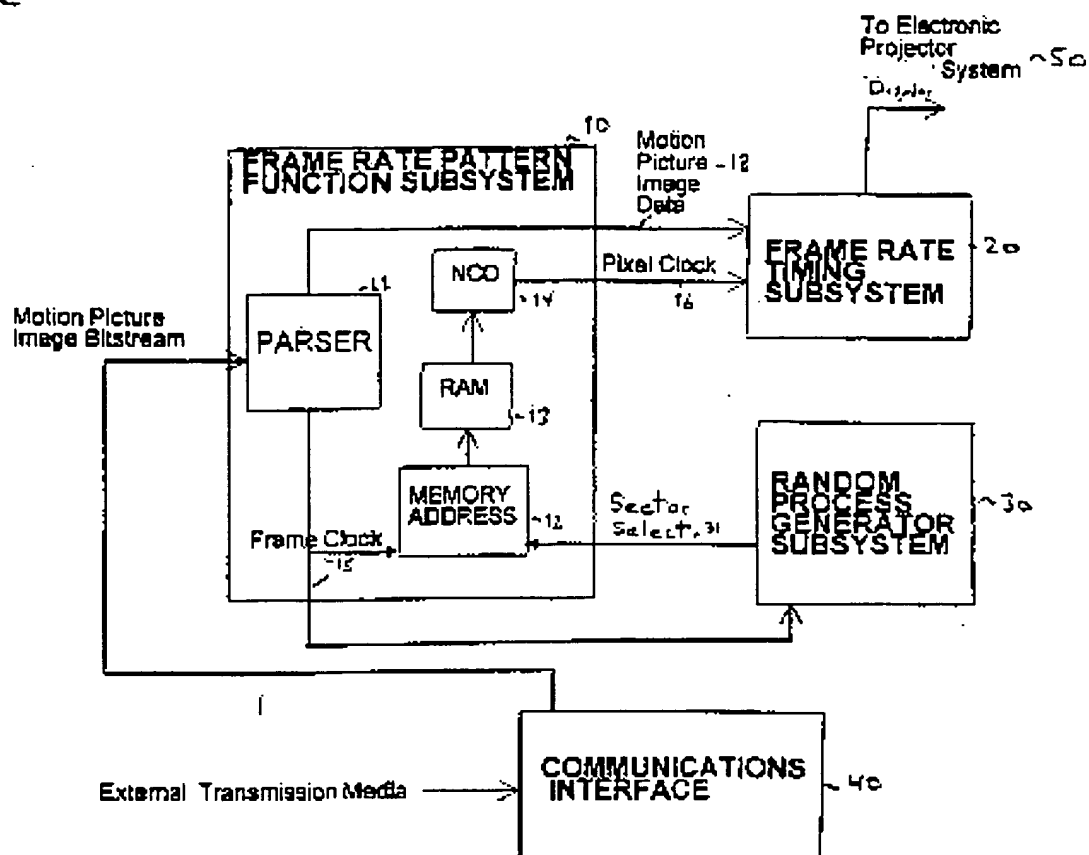 To Electronic
Projector
System ~50
Display
10
FRAME RATE PATTERN
FUNCTION SUBSYSTEM
Motion
Picture -12
Image
Data
FRAME RATE
TIMING
SUBSYSTEM
20
NCO
14
Pixel Clock
16
11
PARSER
Motion Picture
Image Bitstream
RAM
13
MEMORY
ADDRESS
12
Frame Clock
15
Sector
Select.31
RANDOM
PROCESS
GENERATOR
SUBSYSTEM
~30
External Transmission Media
COMMUNICATIONS
INTERFACE
~40